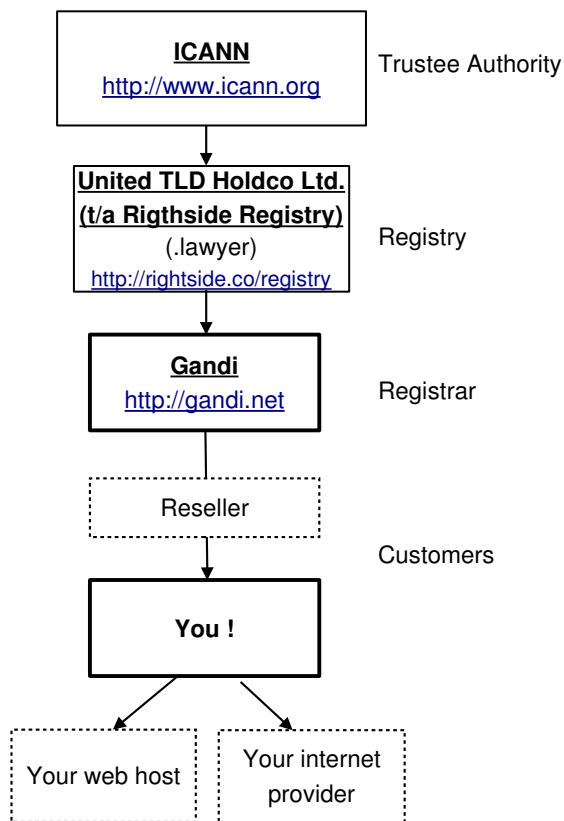 ICANN
http://www.icann.org
Trustee Authority
United TLD Holdco Ltd.
(t/a Rigthside Registry)
(.lawyer)
http://rightside.co/registry
Registry
Gandi
http://gandi.net
Registrar
Reseller
Customers
You !
Your web host
Your internet
provider